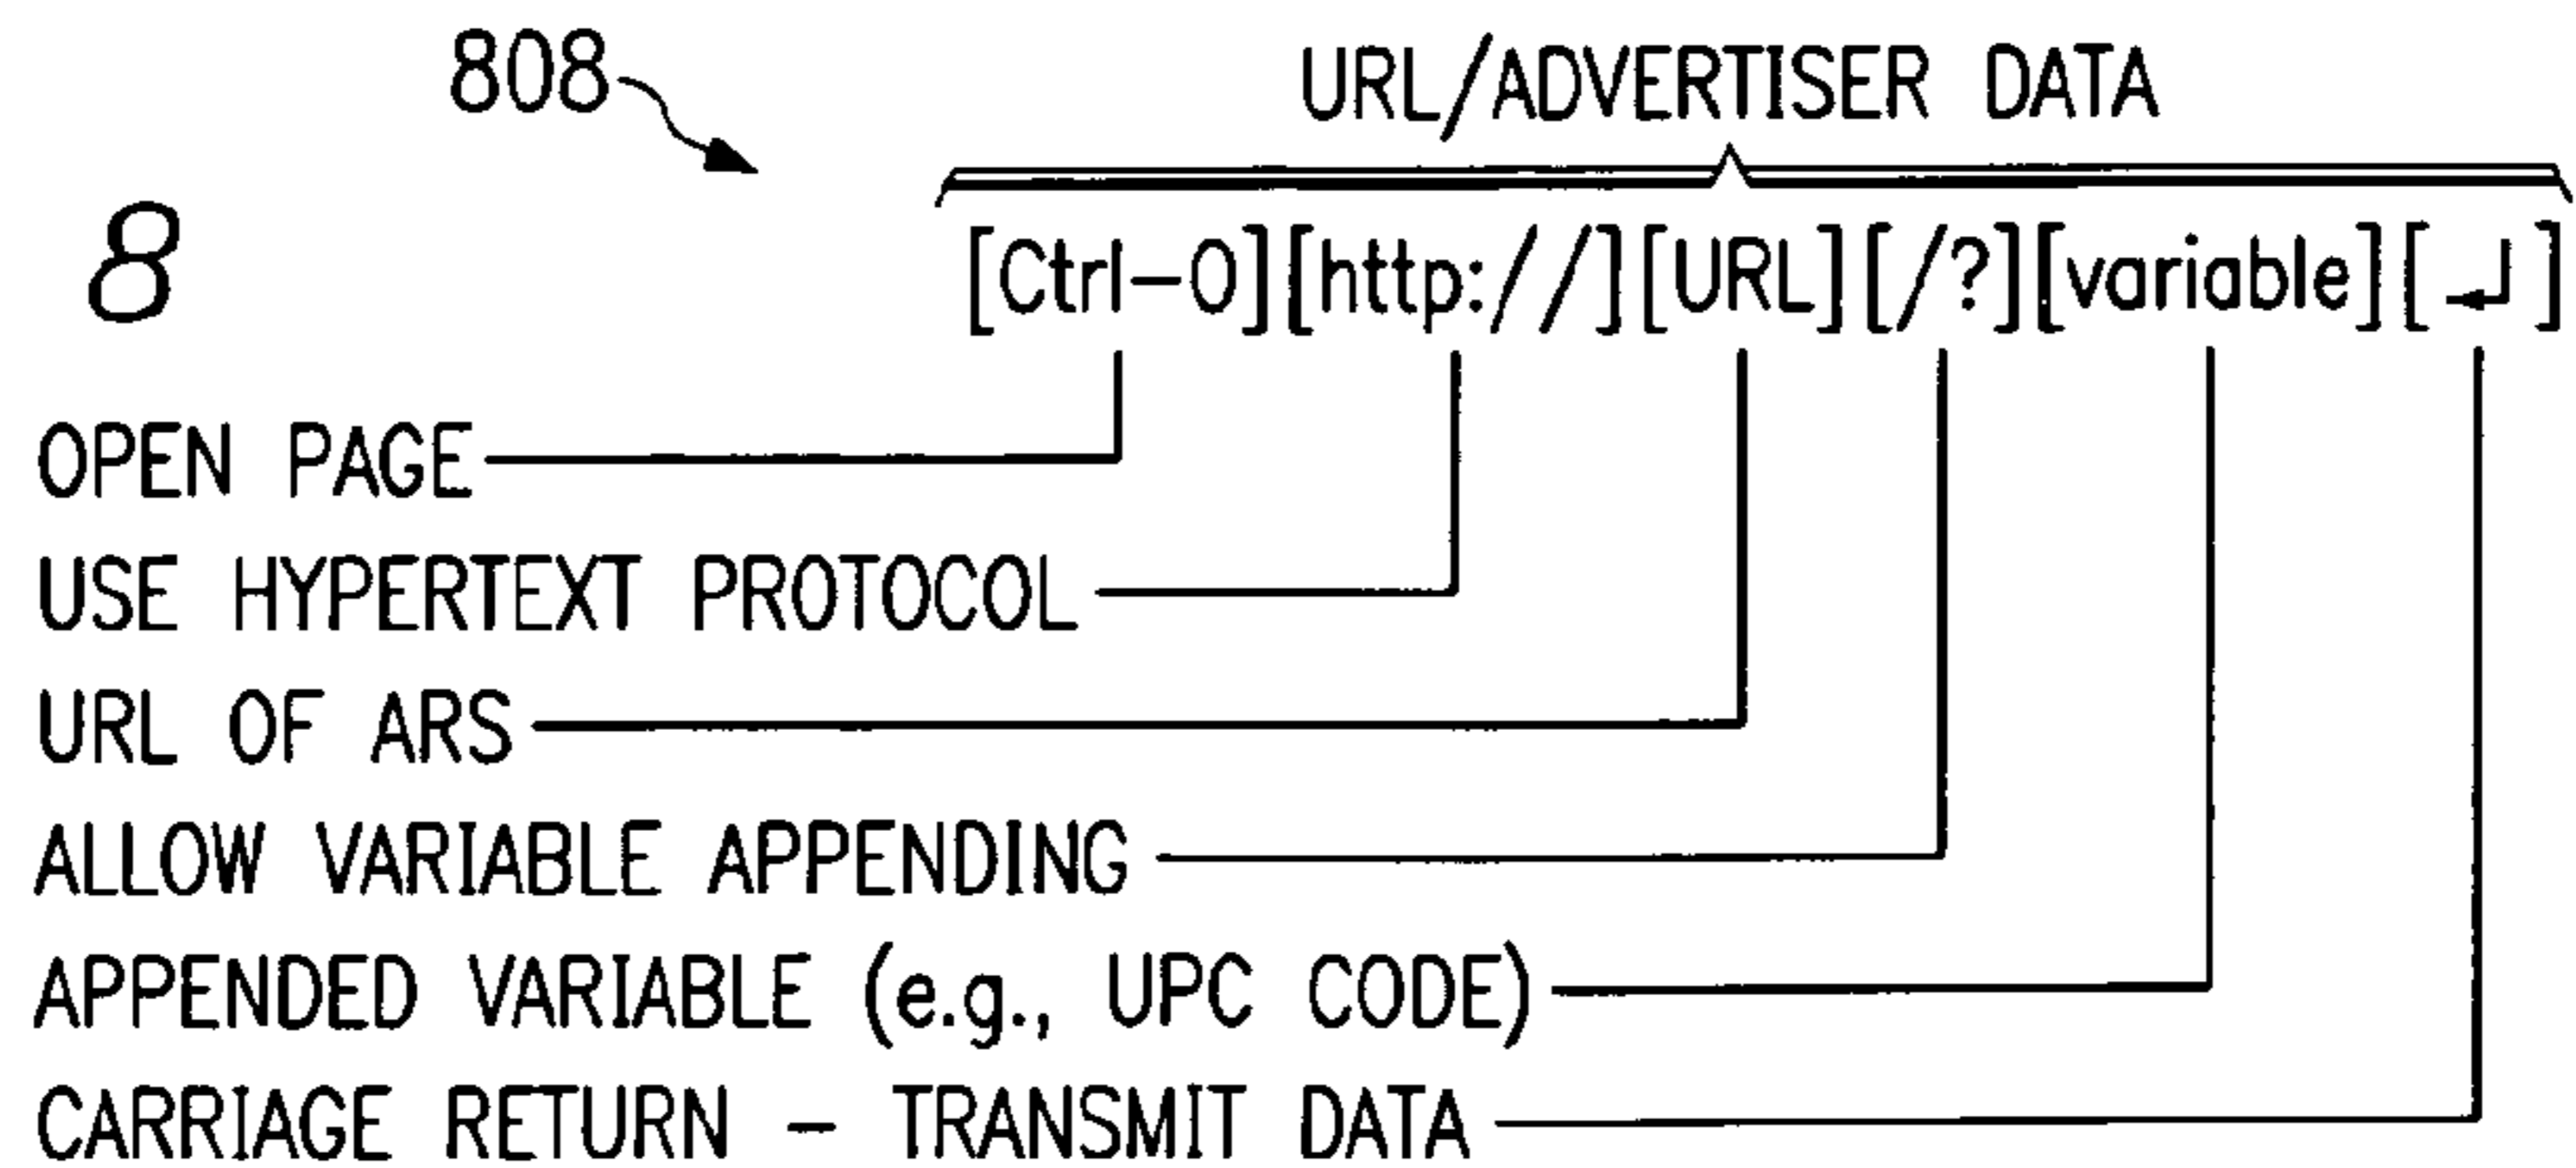 808
URL/ADVERTISER DATA
8
[Ctrl-O][http://][URL][/?][variable][↵]
OPEN PAGE
USE HYPERTEXT PROTOCOL
URL OF ARS
ALLOW VARIABLE APPENDING
APPENDED VARIABLE (e.g., UPC CODE)
CARRIAGE RETURN - TRANSMIT DATA